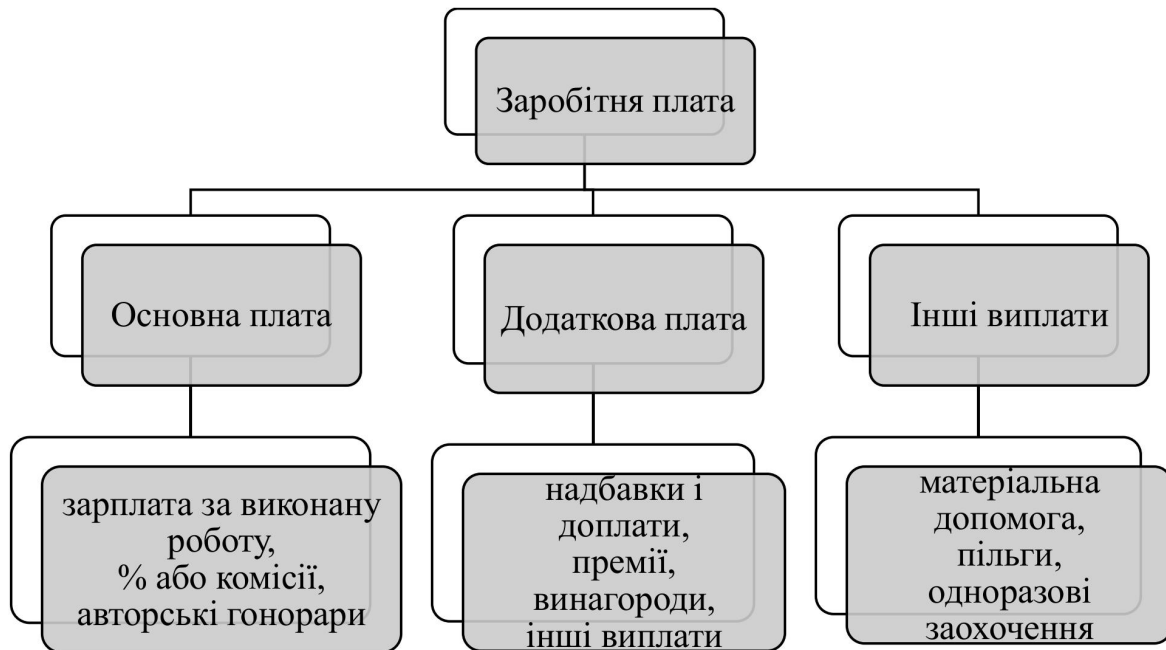 Заробітня плата
Основна плата
Додаткова плата
Інші виплати
зарплата за виконану
роботу,
% або комісії,
авторські гонорари
надбавки і
доплати,
премії,
винагороди,
інші виплати
матеріальна
допомога,
пільги,
одноразові
заохочення